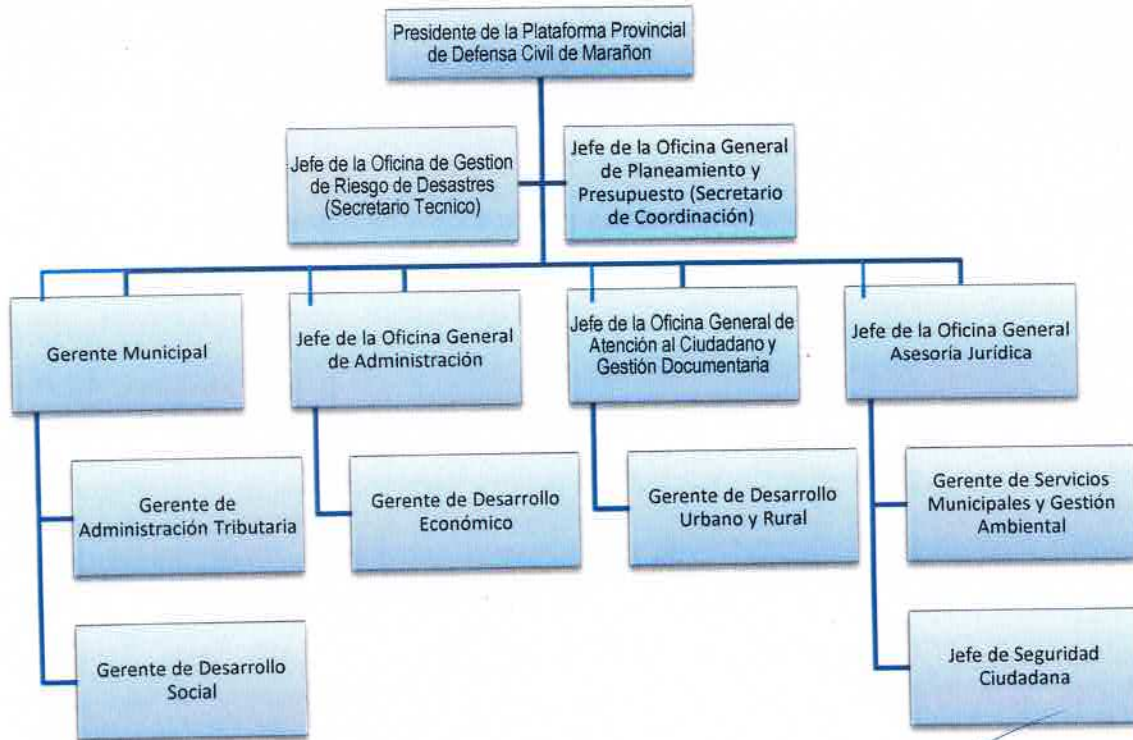 Presidente de la Plataforma Provincial
de Defensa Civil de Marañon
Jefe de la Oficina de Gestion
de Riesgo de Desastres
(Secretario Tecnico)
Jefe de la Oficina General
de Planeamiento y
Presupuesto (Secretario
de Coordinación)
Gerente Municipal
Jefe de la Oficina General
de Administración
Jefe de la Oficina General de
Atención al Ciudadano y
Gestión Documentaria
Jefe de la Oficina General
Asesoría Jurídica
Gerente de
Administración Tributaria
Gerente de Desarrollo
Económico
Gerente de Desarrollo
Urbano y Rural
Gerente de Servicios
Municipales y Gestión
Ambiental
Gerente de Desarrollo
Social
Jefe de Seguridad
Ciudadana